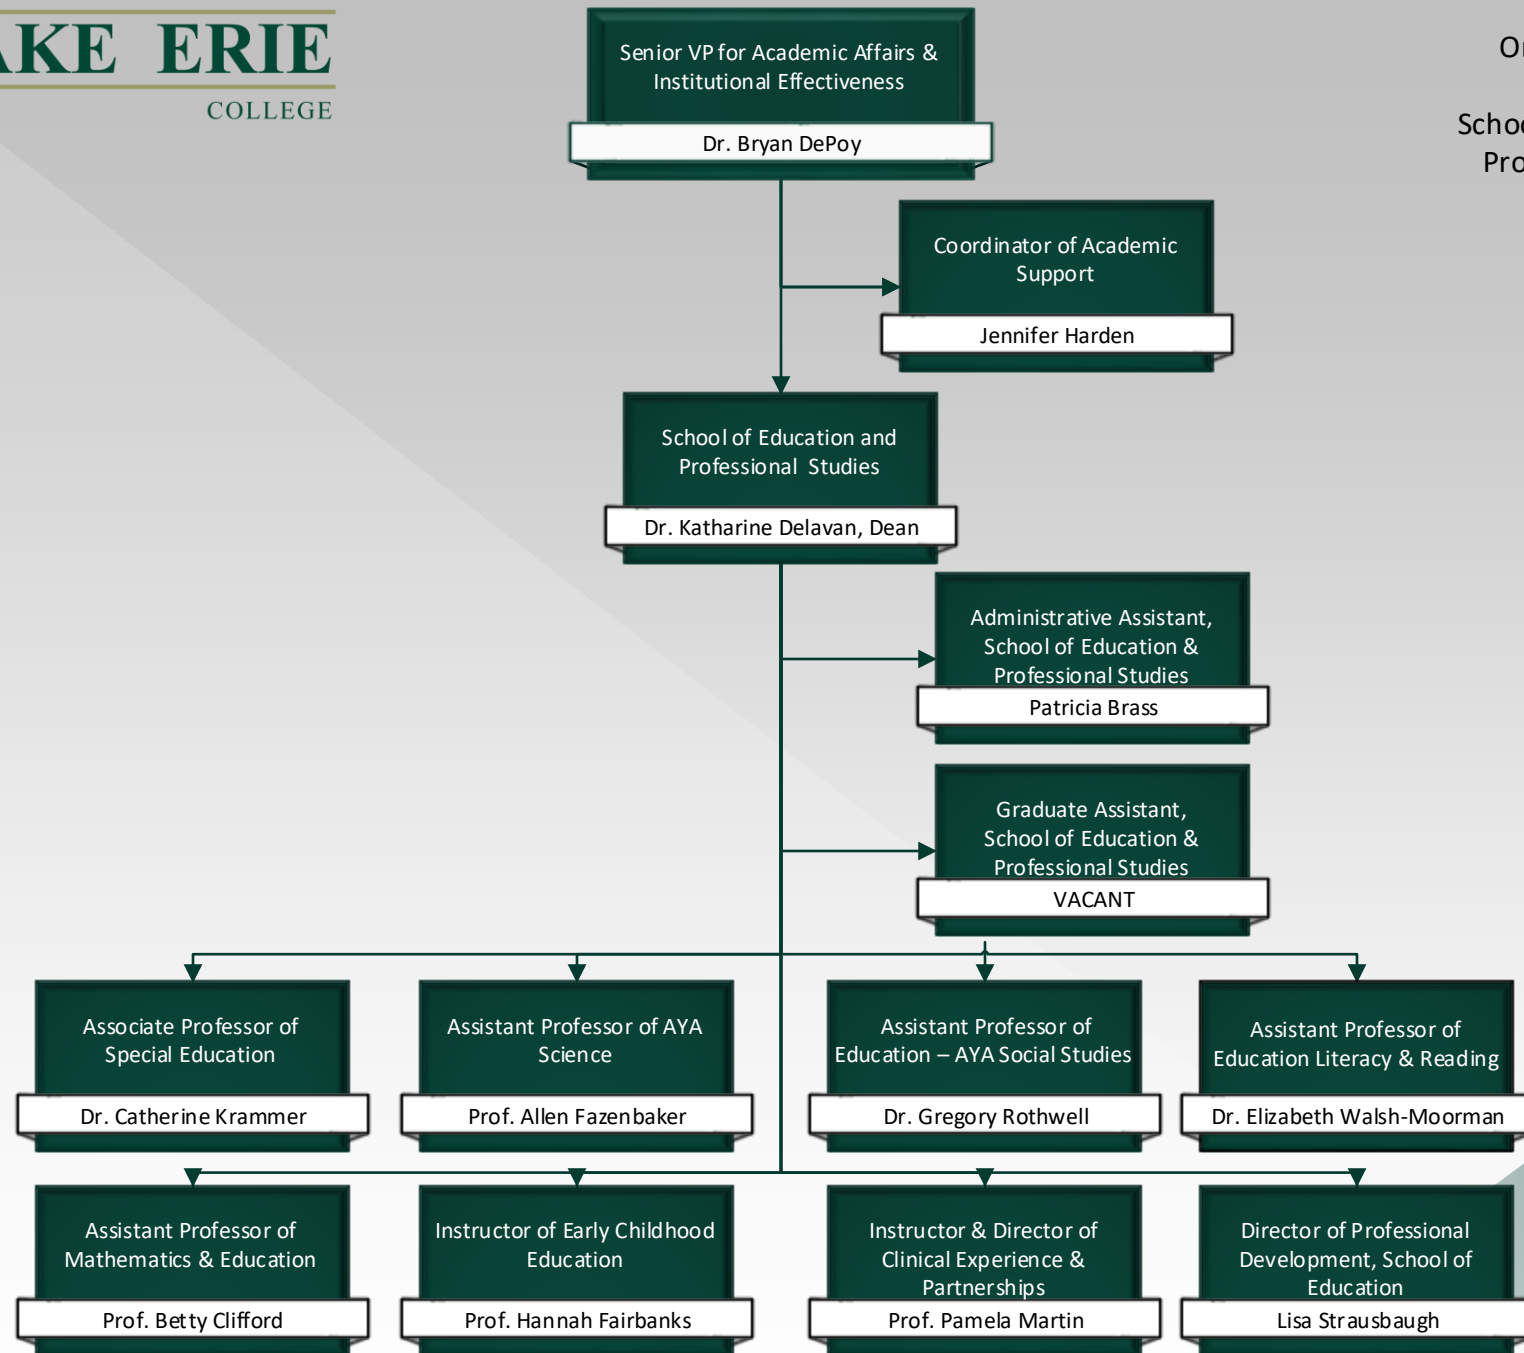 ERIE
COLLEGE
Senior VP for Academic Affairs &
Institutional Effectiveness
Dr. Bryan DePoy
Coordinator of Academic
Support
Jennifer Harden
School of Education and
Professional Studies
Dr. Katharine Delavan, Dean
Administrative Assistant,
School of Education &
Professional Studies
Patricia Brass
Graduate Assistant,
School of Education &
Professional Studies
VACANT
Associate Professor of
Special Education
Dr. Catherine Krammer
Assistant Professor of AYA
Science
Prof. Allen Fazenbaker
Assistant Professor of
Education – AYA Social Studies
Dr. Gregory Rothwell
Assistant Professor of
Education Literacy & Reading
Dr. Elizabeth Walsh-Moorman
Assistant Professor of
Mathematics & Education
Prof. Betty Clifford
Instructor of Early Childhood
Education
Prof. Hannah Fairbanks
Instructor & Director of
Clinical Experience &
Partnerships
Prof. Pamela Martin
Director of Professional
Development, School of
Education
Lisa Strausbaugh